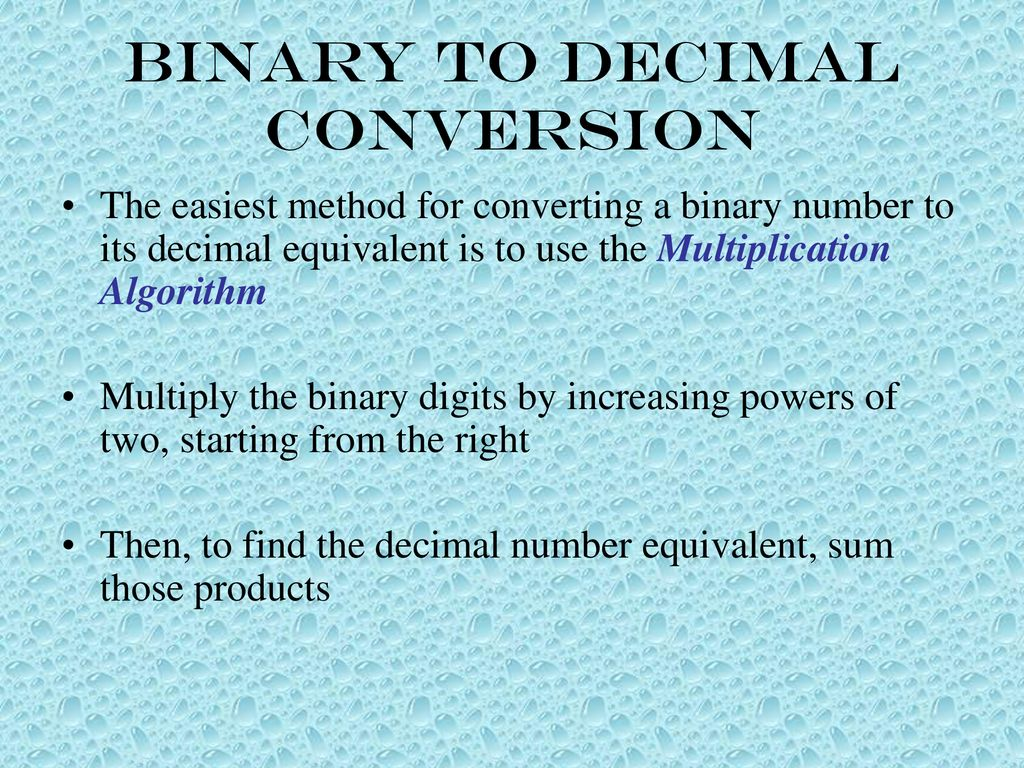 BINARY TO DECIMAL
CONVERSION
• The easiest method for converting a binary number to
its decimal equivalent is to use the Multiplication
Algorithm
• Multiply the binary digits by increasing powers of
two, starting from the right
• Then, to find the decimal number equivalent, sum
those products